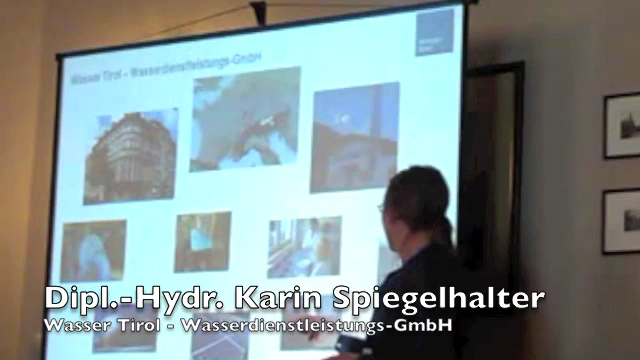 Wasser Tirol - Wasserdienstleistungs-GmbH
Dipl.-Hydr. Karin Spiegelhalter
Wasser Tirol - Wasserdienstleistungs-GmbH